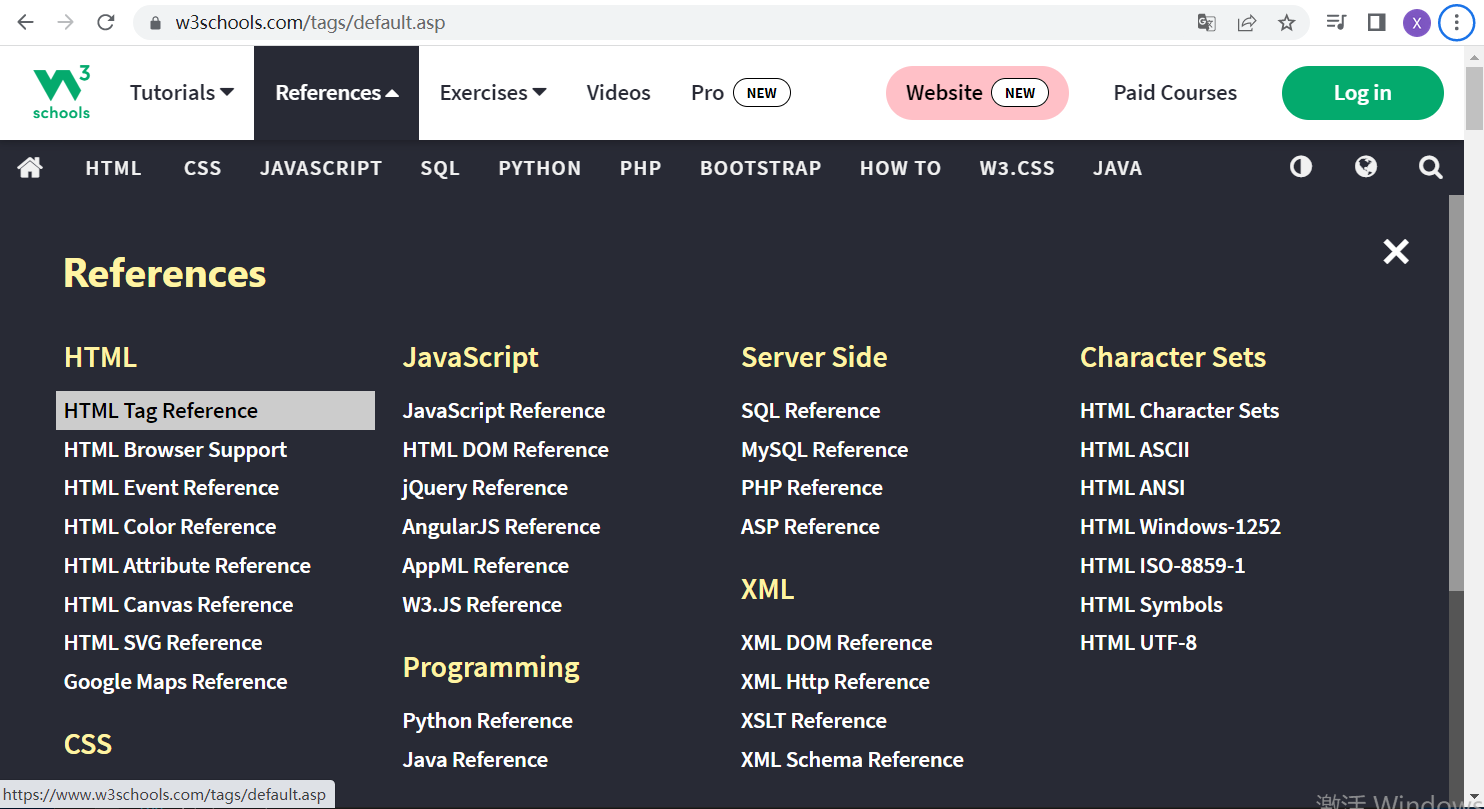 w3schools.com/tags/default.asp
X
W3 schools
Tutorials References Exercises Videos Pro NEW Website NEW Paid Courses Log in
HTML CSS JAVASCRIPT SQL PYTHON PHP BOOTSTRAP HOW TO W3.CSS JAVA
References
HTML
HTML Tag Reference
HTML Browser Support
HTML Event Reference
HTML Color Reference
HTML Attribute Reference
HTML Canvas Reference
HTML SVG Reference
Google Maps Reference
CSS
JavaScript
JavaScript Reference
HTML DOM Reference
jQuery Reference
AngularJS Reference
AppML Reference
W3.JS Reference
Programming
Python Reference
Java Reference
Server Side
SQL Reference
MySQL Reference
PHP Reference
ASP Reference
XML
XML DOM Reference
XML Http Reference
XSLT Reference
XML Schema Reference
Character Sets
HTML Character Sets
HTML ASCII
HTML ANSI
HTML Windows-1252
HTML ISO-8859-1
HTML Symbols
HTML UTF-8
https://www.w3schools.com/tags/default.asp
激活 Windows